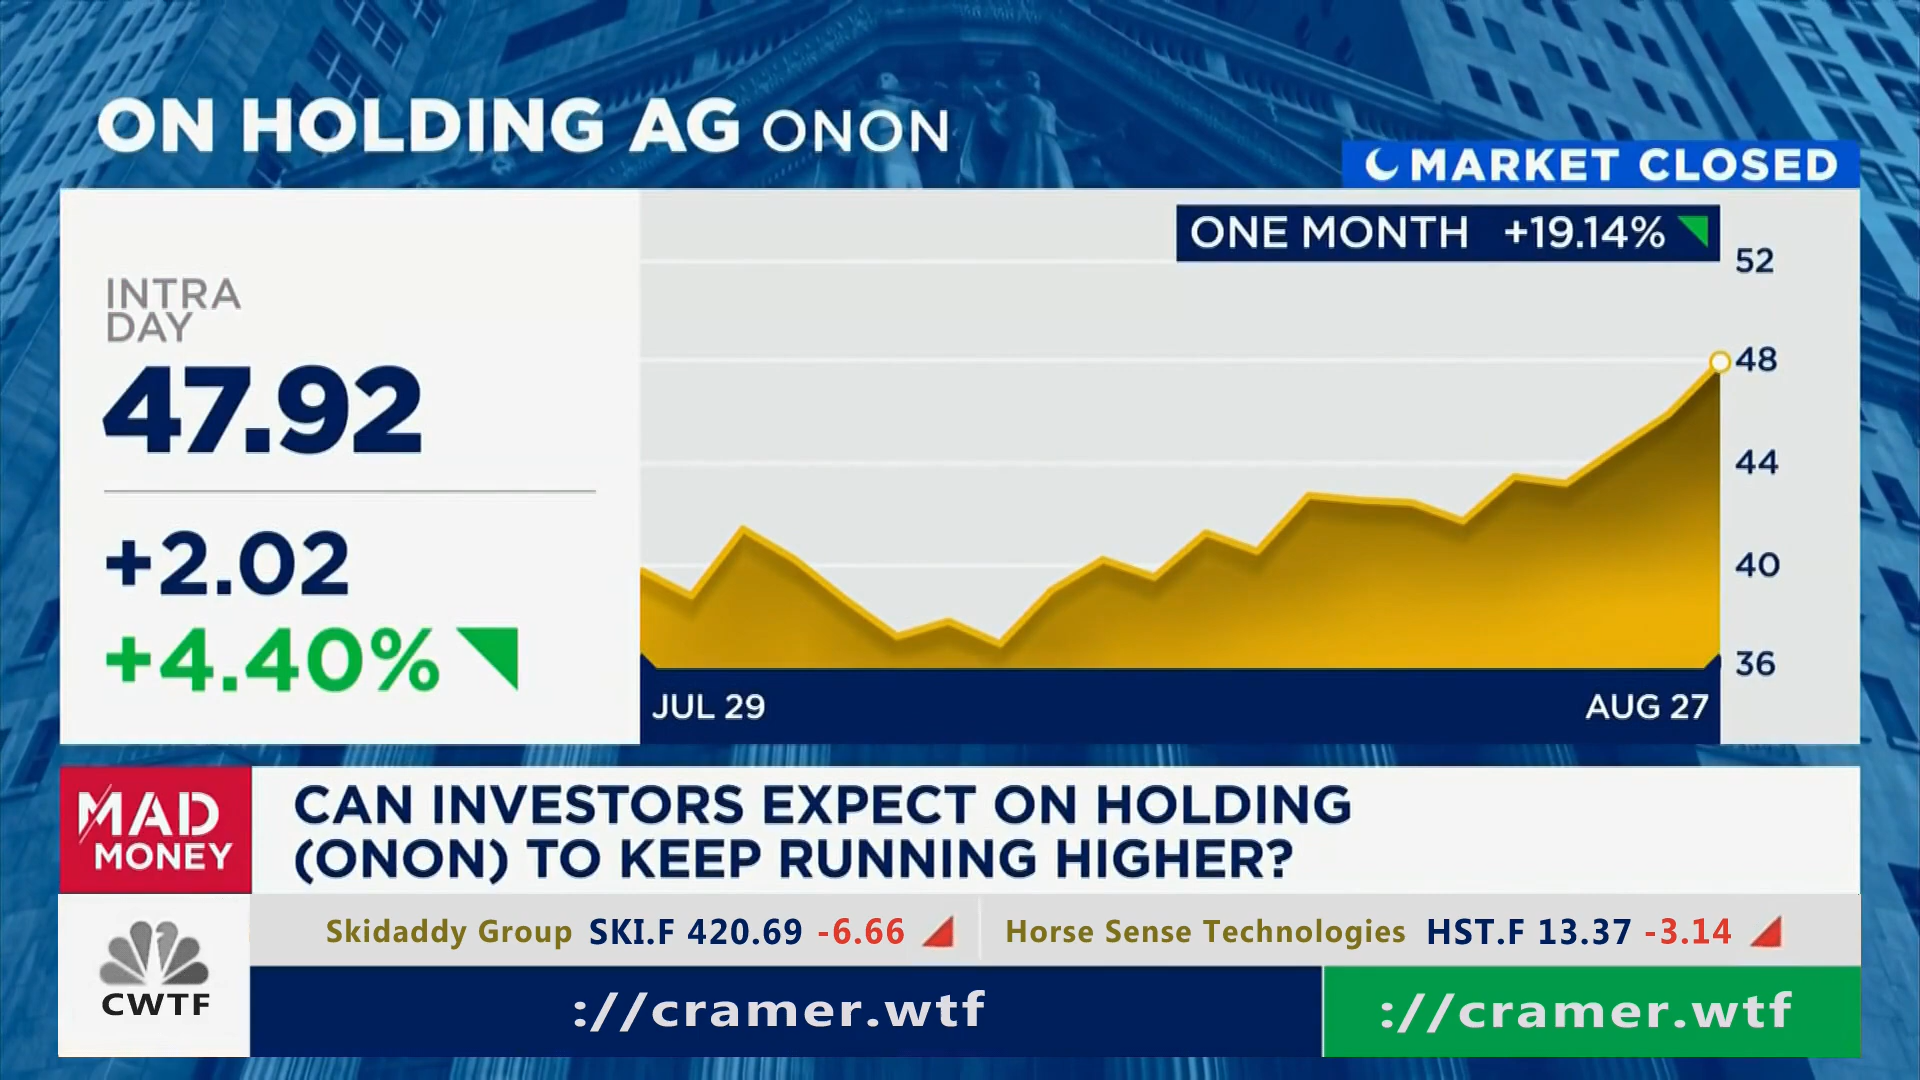 ON HOLDING AG ONON
MARKET CLOSED
ONE MONTH +19.14%
INTRA
DAY
47.92
+2.02
+4.40%
52
48
44
40
36
JUL 29
AUG 27
MAD
MONEY
CAN INVESTORS EXPECT ON HOLDING
(ONON) TO KEEP RUNNING HIGHER?
Skidaddy Group SKI.F 420.69 -6.66
Horse Sense Technologies HST.F 13.37 -3.14
CWTF
://cramer.wtf
://cramer.wtf